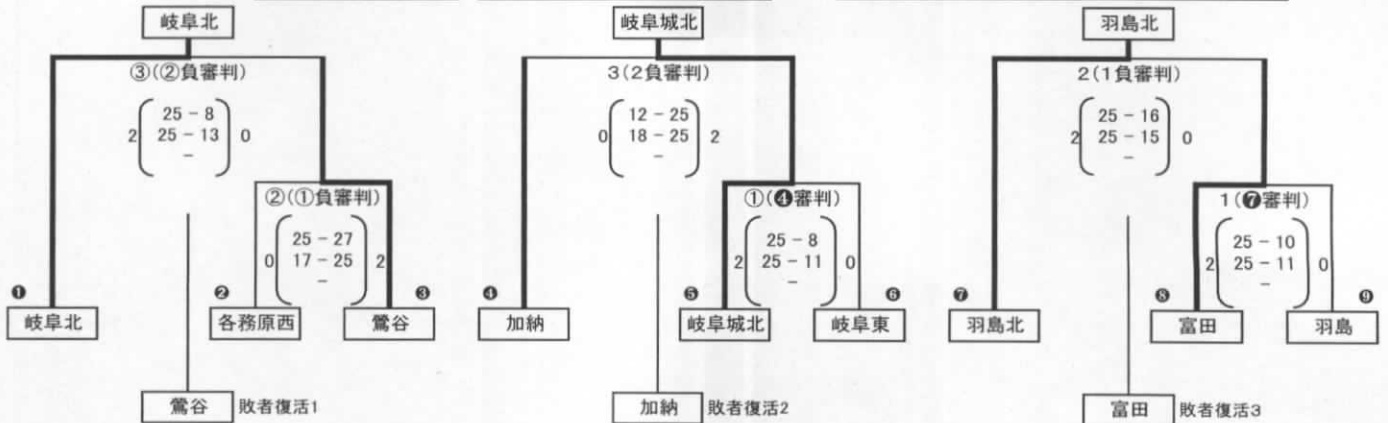 岐阜北
③(②負審判)
25 - 8
2 25 - 13 0
-
②(①負審判)
25 - 27
0 17 - 25 2
-
❶ ❷ ❸
岐阜北 各務原西 鶯谷
鶯谷 敗者復活1
岐阜城北
3(2負審判)
12 - 25
0 18 - 25 2
-
①(❹審判)
25 - 8
2 25 - 11 0
-
❹ ❺ ❻
加納 岐阜城北 岐阜東
加納 敗者復活2
羽島北
2(1負審判)
25 - 16
2 25 - 15 0
-
1(❼審判)
25 - 10
2 25 - 11 0
-
❼ ❽ ❾
羽島北 富田 羽島
富田 敗者復活3